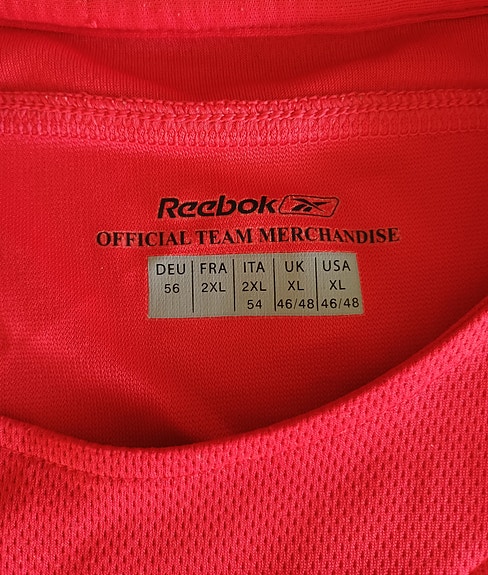 Reebok
OFFICIAL TEAM MERCHANDISE
DEU FRA ITA UK USA
56 2XL 2XL XL XL
54 46/48 46/48